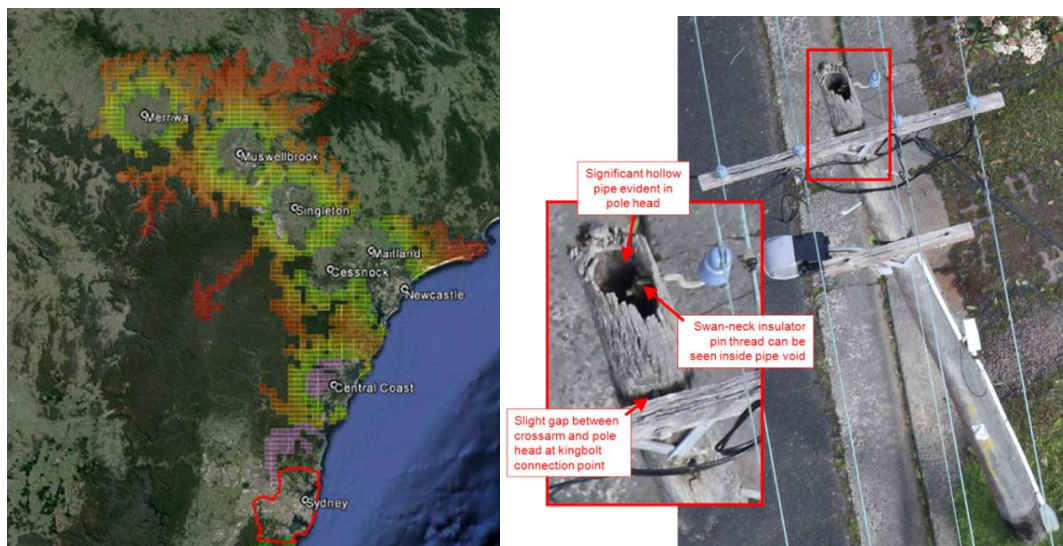 Merriwa
Muswellbrook
Singleton
Maitland
Cessnock
Newcastle
Central Coast
Sydney
Significant hollow
pipe evident in
pole head
Swan-neck insulator
pin thread can be
seen inside pipe void
Slight gap between
crossarm and pole
head at kingbolt
connection point